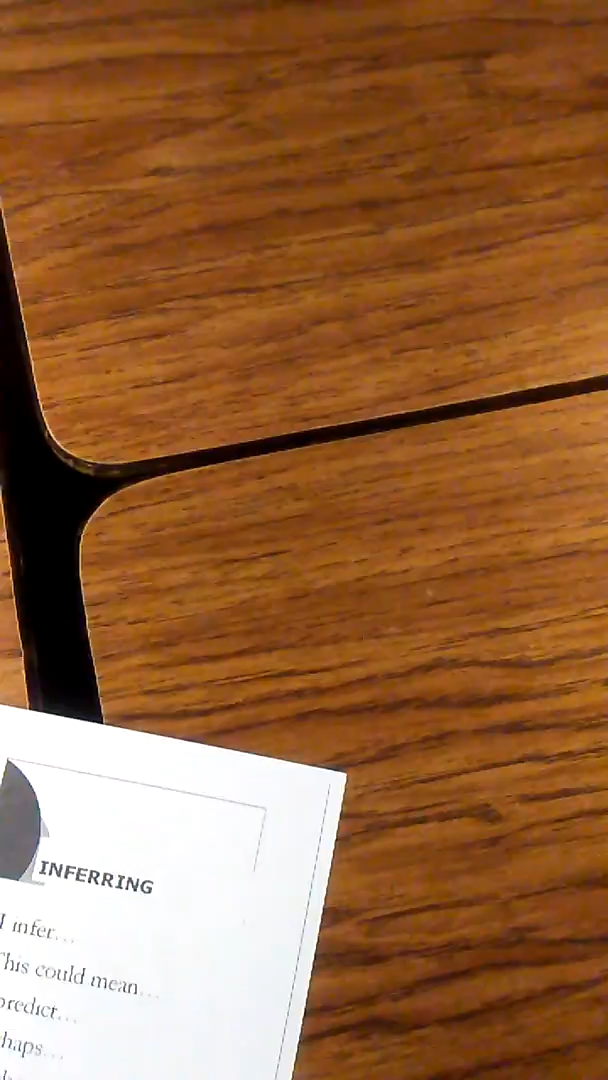 INFERRING
I infer…
This could mean…
predict…
haps…